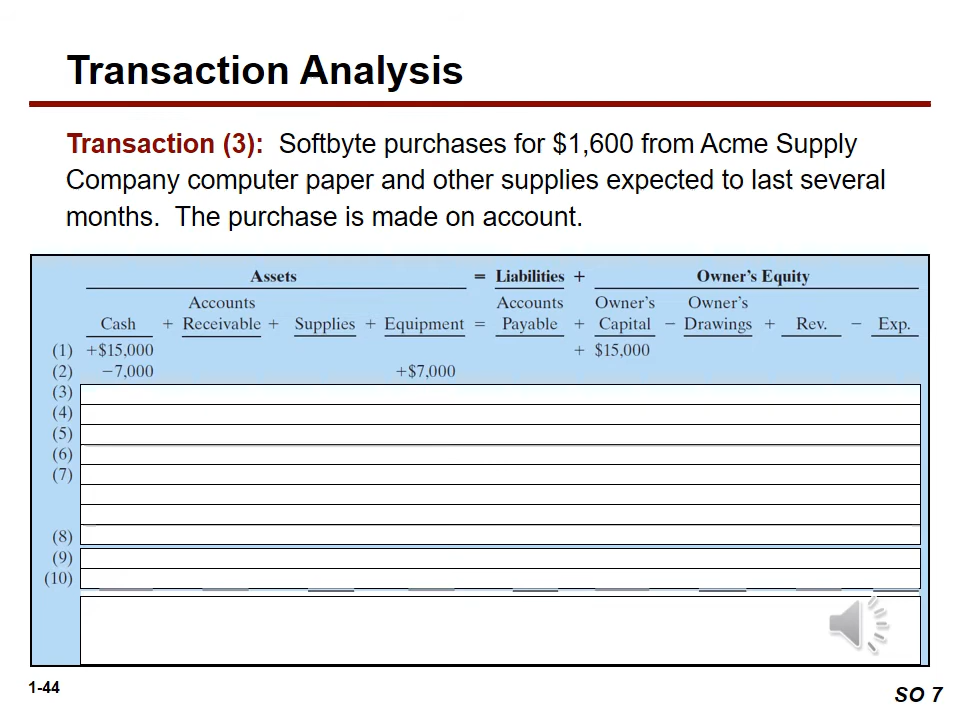 Transaction Analysis
Transaction (3): Softbyte purchases for $1,600 from Acme Supply
Company computer paper and other supplies expected to last several
months. The purchase is made on account.
Assets = Liabilities + Owner's Equity
Accounts Accounts Owner's Owner's
Cash + Receivable + Supplies + Equipment = Payable + Capital − Drawings + Rev. − Exp.
(1) +$15,000 + $15,000
(2) −7,000 +$7,000
(3)
(4)
(5)
(6)
(7)
(8)
(9)
(10)
1-44
SO 7